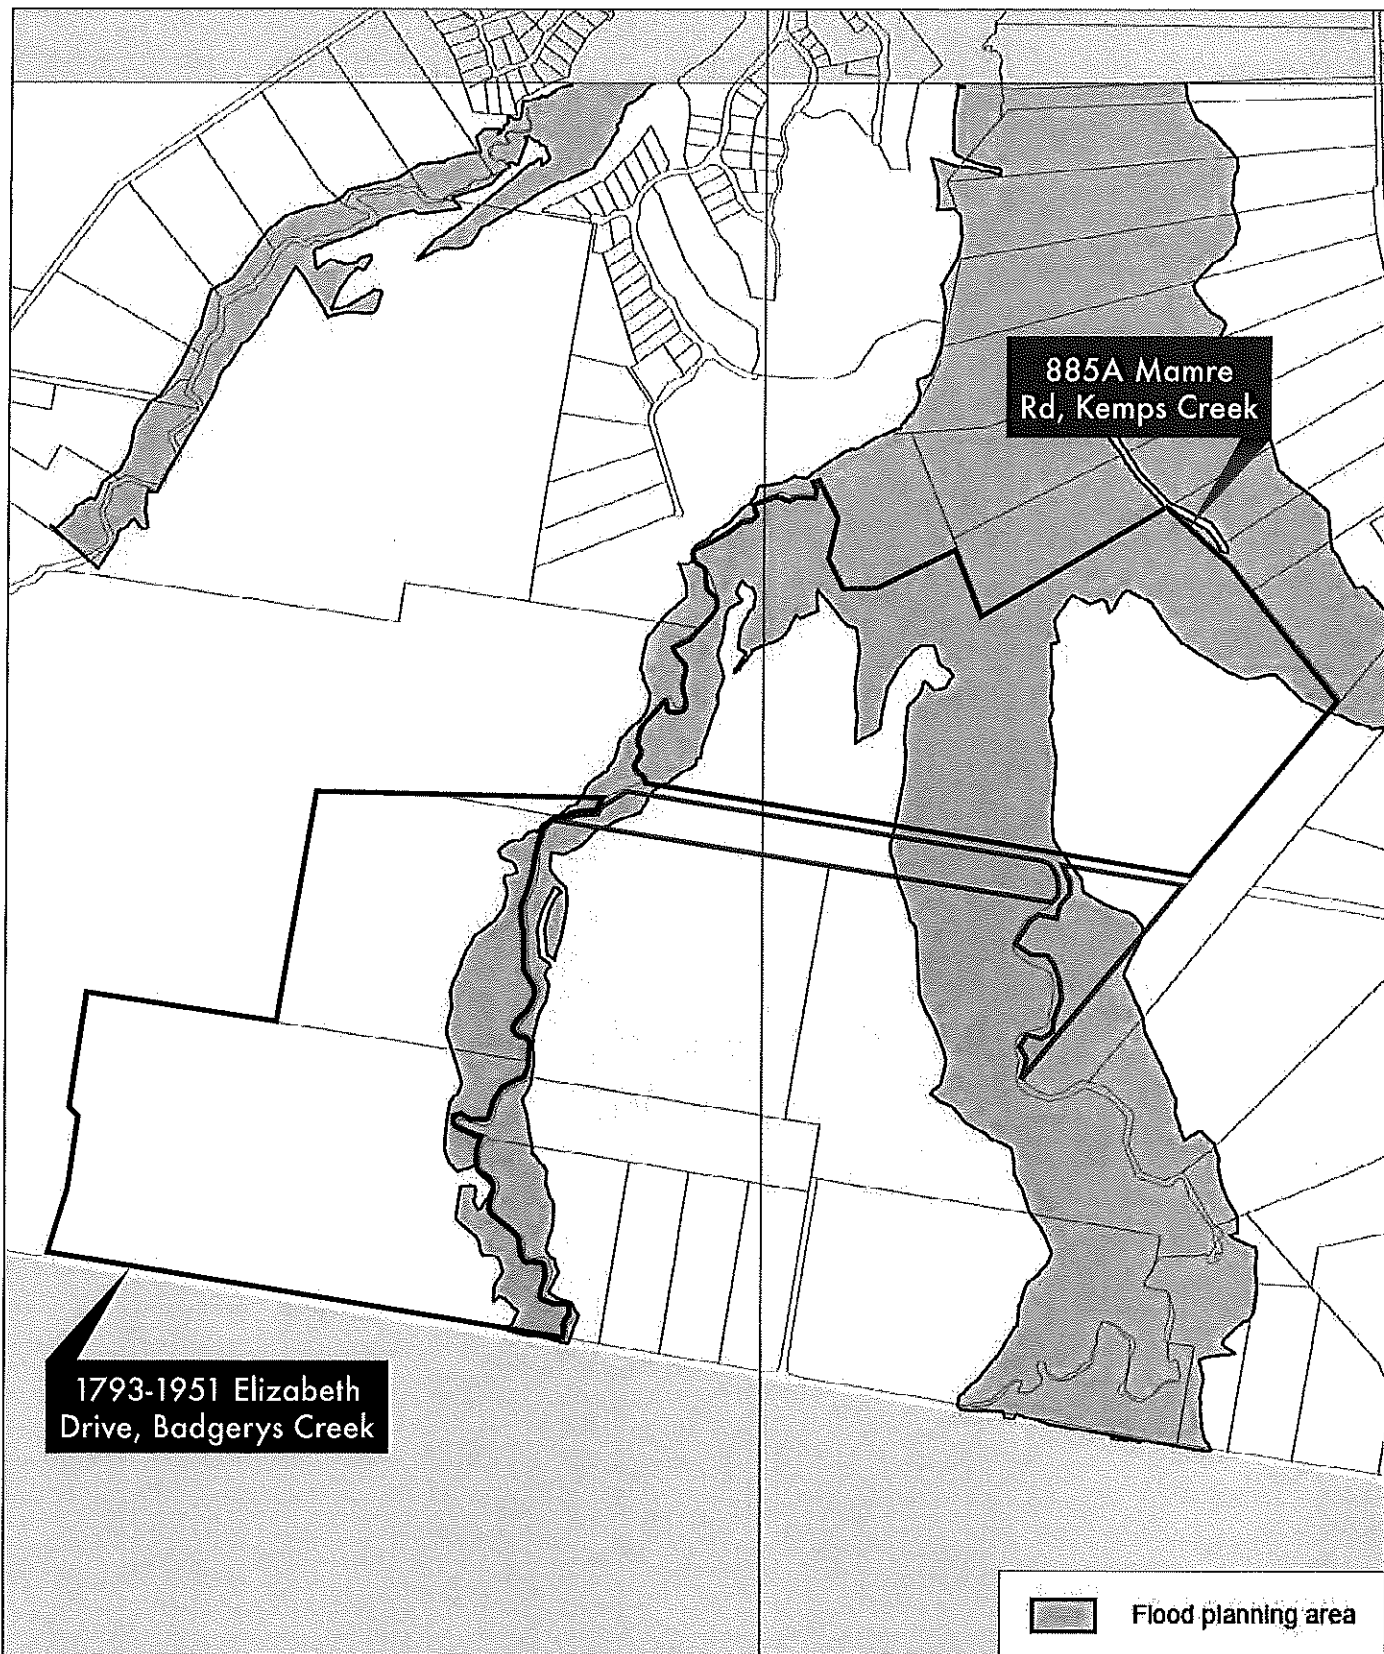 885A Mamre
Rd, Kemps Creek
1793-1951 Elizabeth
Drive, Badgerys Creek
Flood planning area